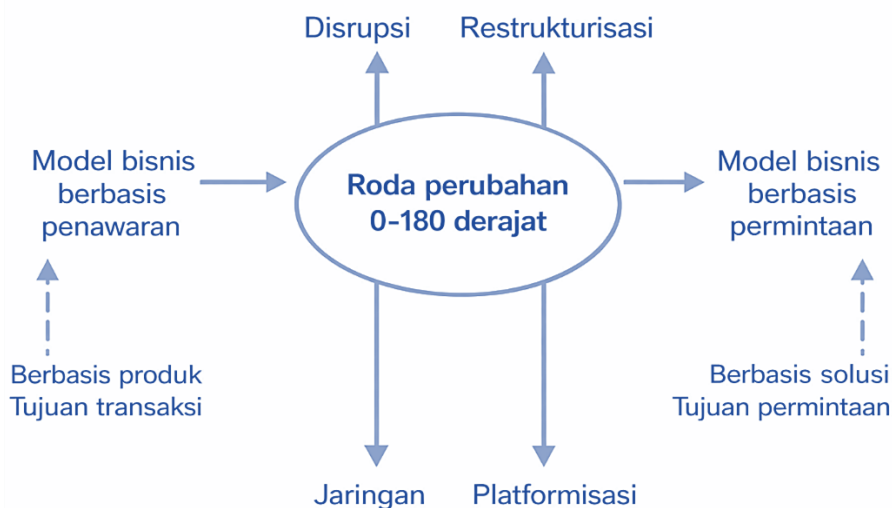 Disrupsi
Restrukturisasi
Model bisnis
berbasis
penawaran
Roda perubahan
0-180 derajat
Model bisnis
berbasis
permintaan
Berbasis produk
Tujuan transaksi
Berbasis solusi
Tujuan permintaan
Jaringan
Platformisasi